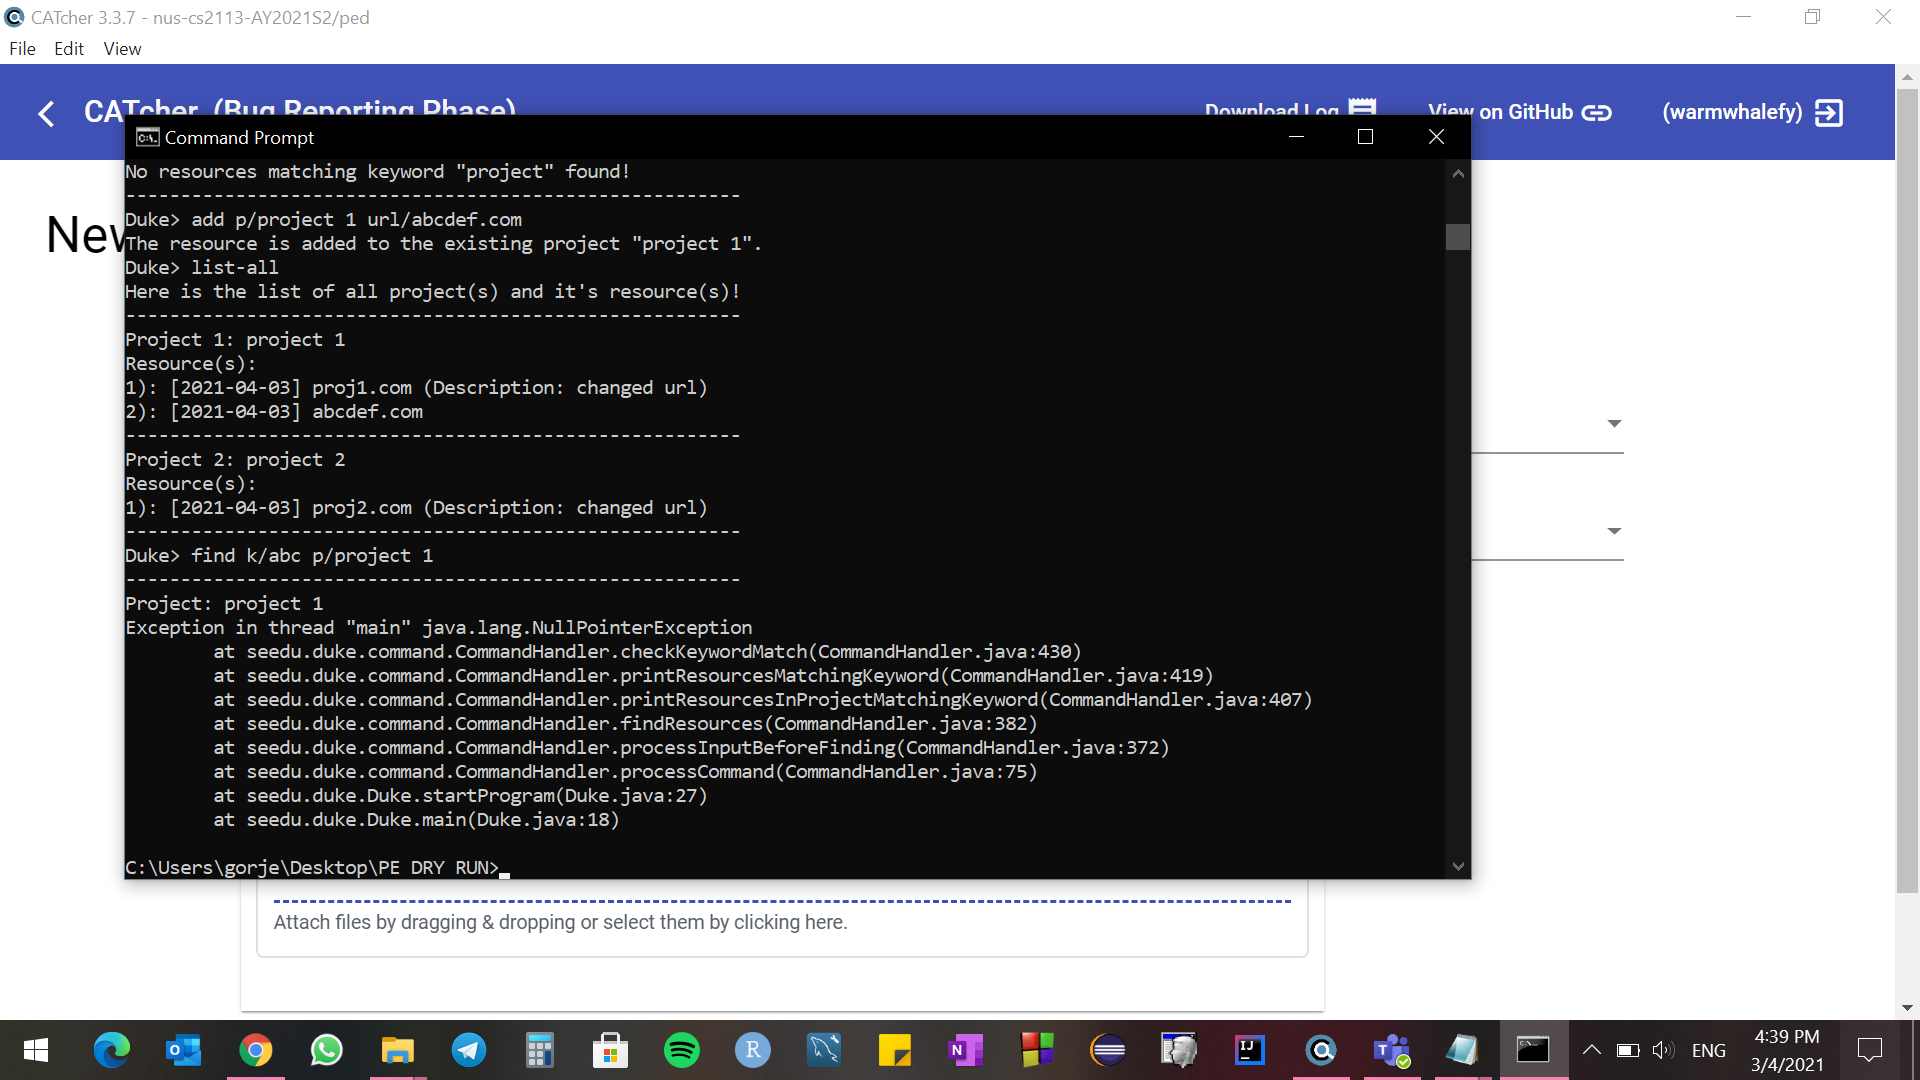 CATcher 3.3.7 - nus-cs2113-AY2021S2/ped
File Edit View
CATcher (Bug Reporting Phase)
Download Log
View on GitHub
(warmwhalefy)
Command Prompt
No resources matching keyword "project" found!
--------------------------------------------------------
Duke> add p/project 1 url/abcdef.com
The resource is added to the existing project "project 1".
Duke> list-all
Here is the list of all project(s) and it's resource(s)!
--------------------------------------------------------
Project 1: project 1
Resource(s):
1): [2021-04-03] proj1.com (Description: changed url)
2): [2021-04-03] abcdef.com
--------------------------------------------------------
Project 2: project 2
Resource(s):
1): [2021-04-03] proj2.com (Description: changed url)
--------------------------------------------------------
Duke> find k/abc p/project 1
--------------------------------------------------------
Project: project 1
Exception in thread "main" java.lang.NullPointerException
at seedu.duke.command.CommandHandler.checkKeywordMatch(CommandHandler.java:430)
at seedu.duke.command.CommandHandler.printResourcesMatchingKeyword(CommandHandler.java:419)
at seedu.duke.command.CommandHandler.printResourcesInProjectMatchingKeyword(CommandHandler.java:407)
at seedu.duke.command.CommandHandler.findResources(CommandHandler.java:382)
at seedu.duke.command.CommandHandler.processInputBeforeFinding(CommandHandler.java:372)
at seedu.duke.command.CommandHandler.processCommand(CommandHandler.java:75)
at seedu.duke.Duke.startProgram(Duke.java:27)
at seedu.duke.Duke.main(Duke.java:18)
C:\Users\gorje\Desktop\PE DRY RUN>
Attach files by dragging & dropping or select them by clicking here.
ENG
4:39 PM
3/4/2021